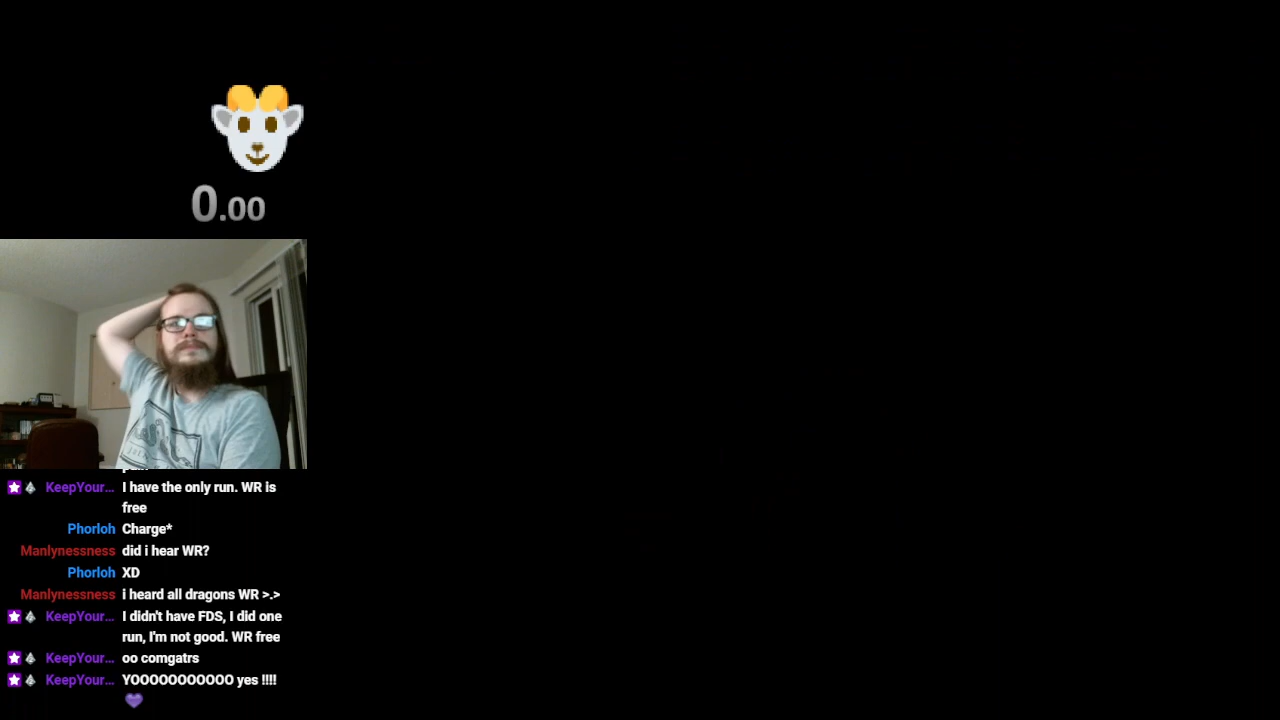 0.00
KeepYour... I have the only run. WR is
free
Phorloh Charge*
Manlynessness did i hear WR?
Phorloh XD
Manlynessness i heard all dragons WR >.>
KeepYour... I didn't have FDS, I did one
run, I'm not good. WR free
KeepYour... oo comgatrs
KeepYour... YOOOOOOOOOOO yes !!!!